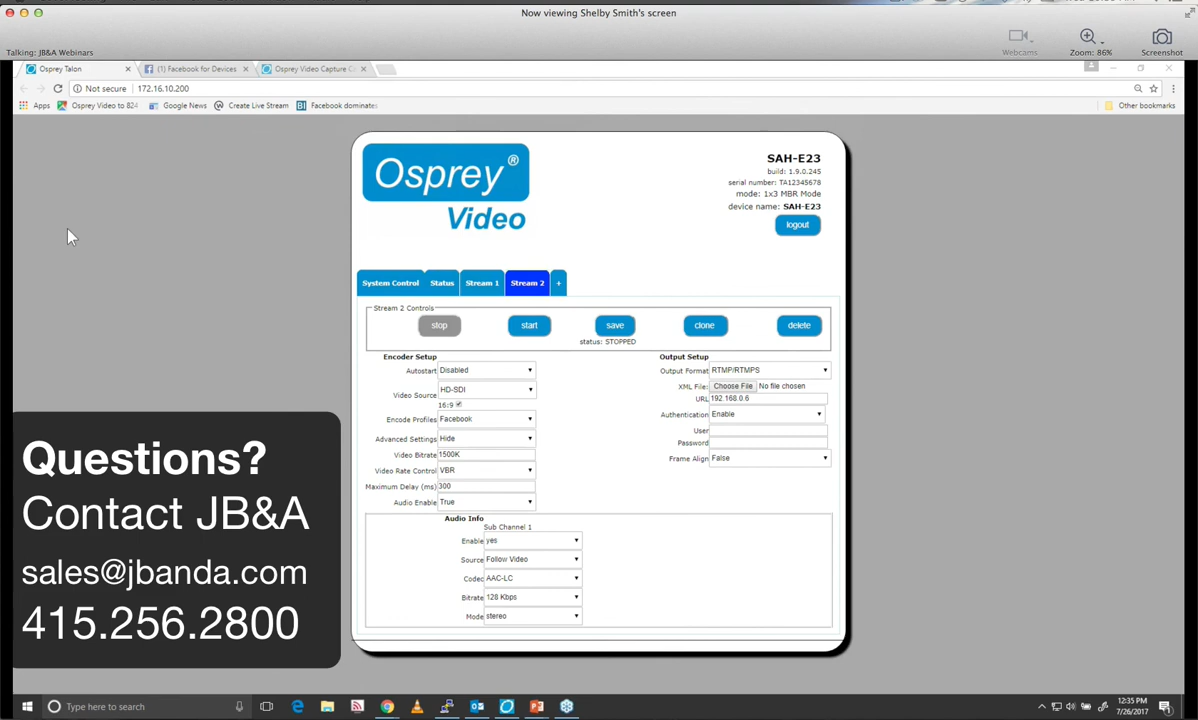 Now viewing Shelby Smith's screen
Talking: JB&A Webinars
Webcams
Zoom: 86%
Screenshot
Osprey Talon
(1) Facebook for Devices
Osprey Video Capture C
Not secure
172.16.10.200
Apps
Osprey Video to 824
Google News
Create Live Stream
BI
Facebook dominates
Other bookmarks
Osprey®
Video
SAH-E23
build: 1.9.0.245
serial number: TA12345678
mode: 1x3 MBR Mode
device name: SAH-E23
logout
System Control
Status
Stream 1
Stream 2
+
Stream 2 Controls
stop
start
save
clone
delete
status: STOPPED
Encoder Setup
Autostart Disabled
Video Source HD-SDI
16:9
Encode Profiles Facebook
Advanced Settings Hide
Video Bitrate 1500K
Video Rate Control VBR
Maximum Delay (ms) 300
Audio Enable True
Output Setup
Output Format RTMP/RTMPS
XML File: Choose File No file chosen
URL 192.168.0.6
Authentication Enable
User
Password
Frame Align False
Audio Info
Sub Channel 1
Enable yes
Source Follow Video
Codec AAC-LC
Bitrate 128 Kbps
Mode stereo
Questions?
Contact JB&A
sales@jbanda.com
415.256.2800
Type here to search
12:35 PM
7/26/2017